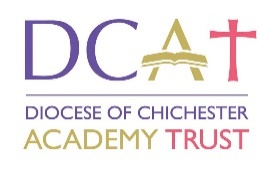 DCAt
DIOCESE OF CHICHESTER
ACADEMY TRUST